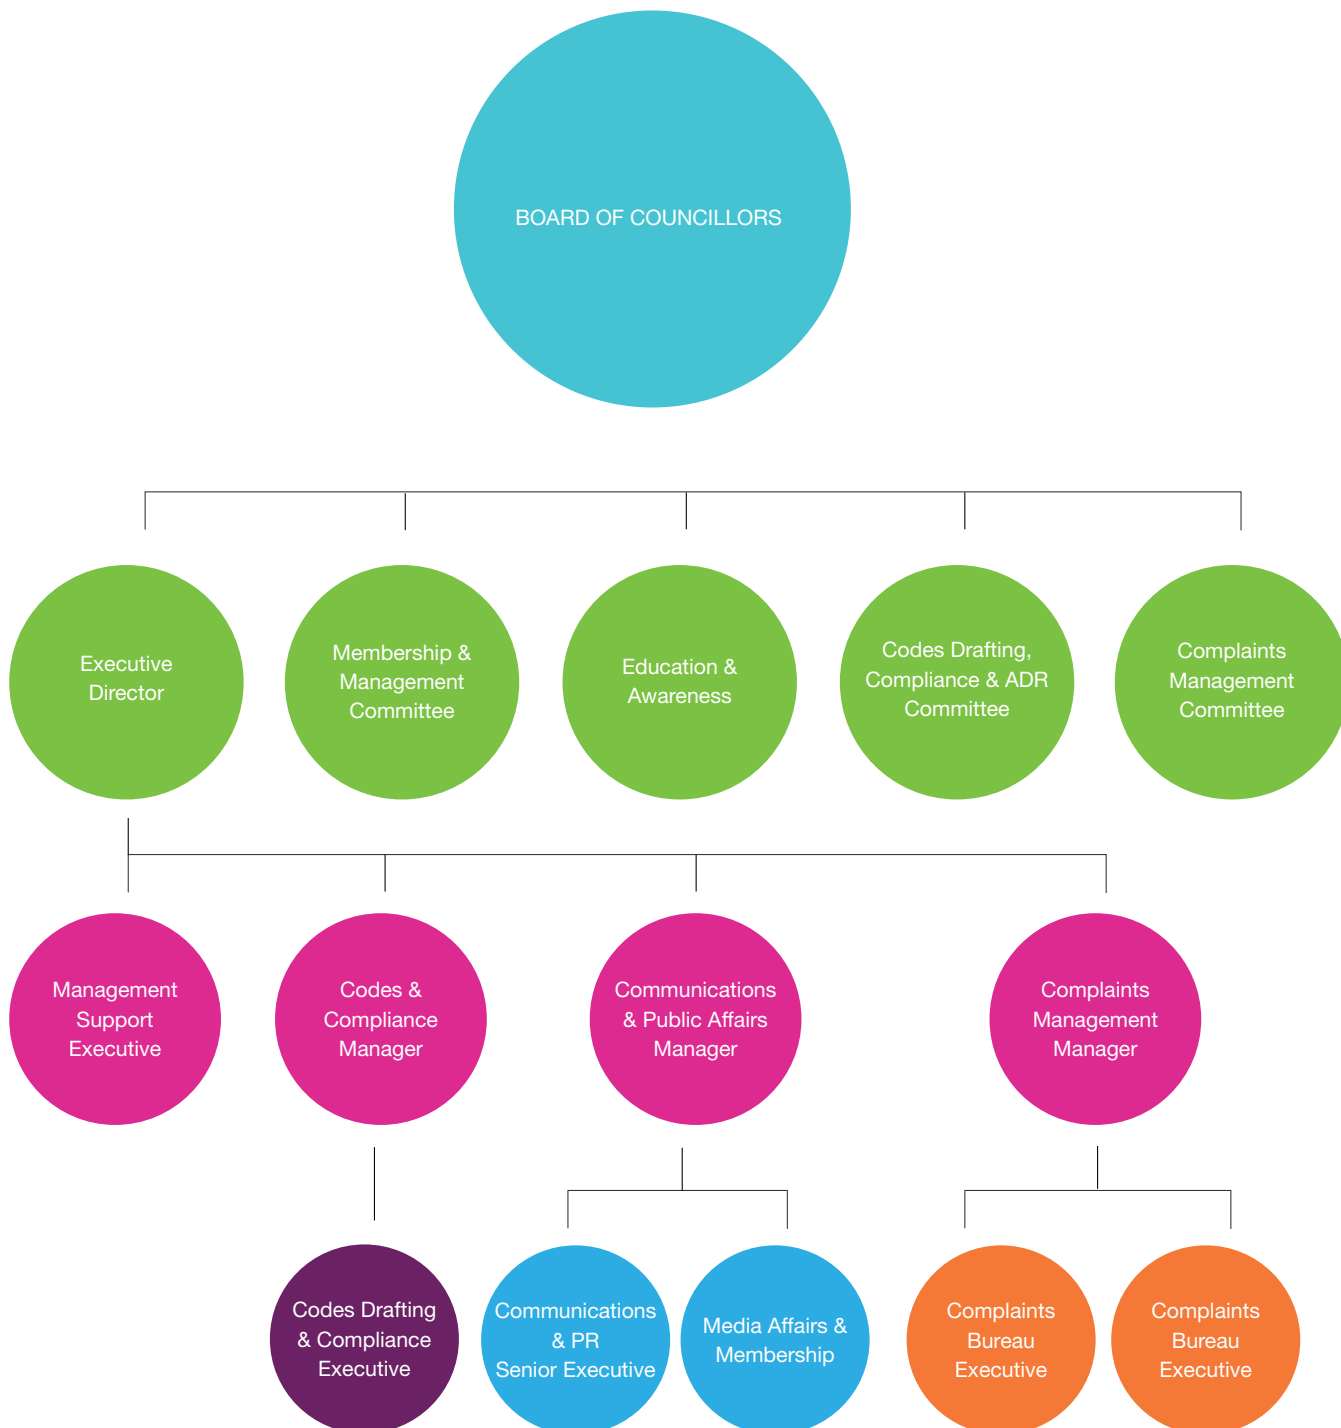 BOARD OF COUNCILLORS
Executive
Director
Membership &
Management
Committee
Education &
Awareness
Codes Drafting,
Compliance & ADR
Committee
Complaints
Management
Committee
Management
Support
Executive
Codes &
Compliance
Manager
Communications
& Public Affairs
Manager
Complaints
Management
Manager
Codes Drafting
& Compliance
Executive
Communications
& PR
Senior Executive
Media Affairs &
Membership
Complaints
Bureau
Executive
Complaints
Bureau
Executive